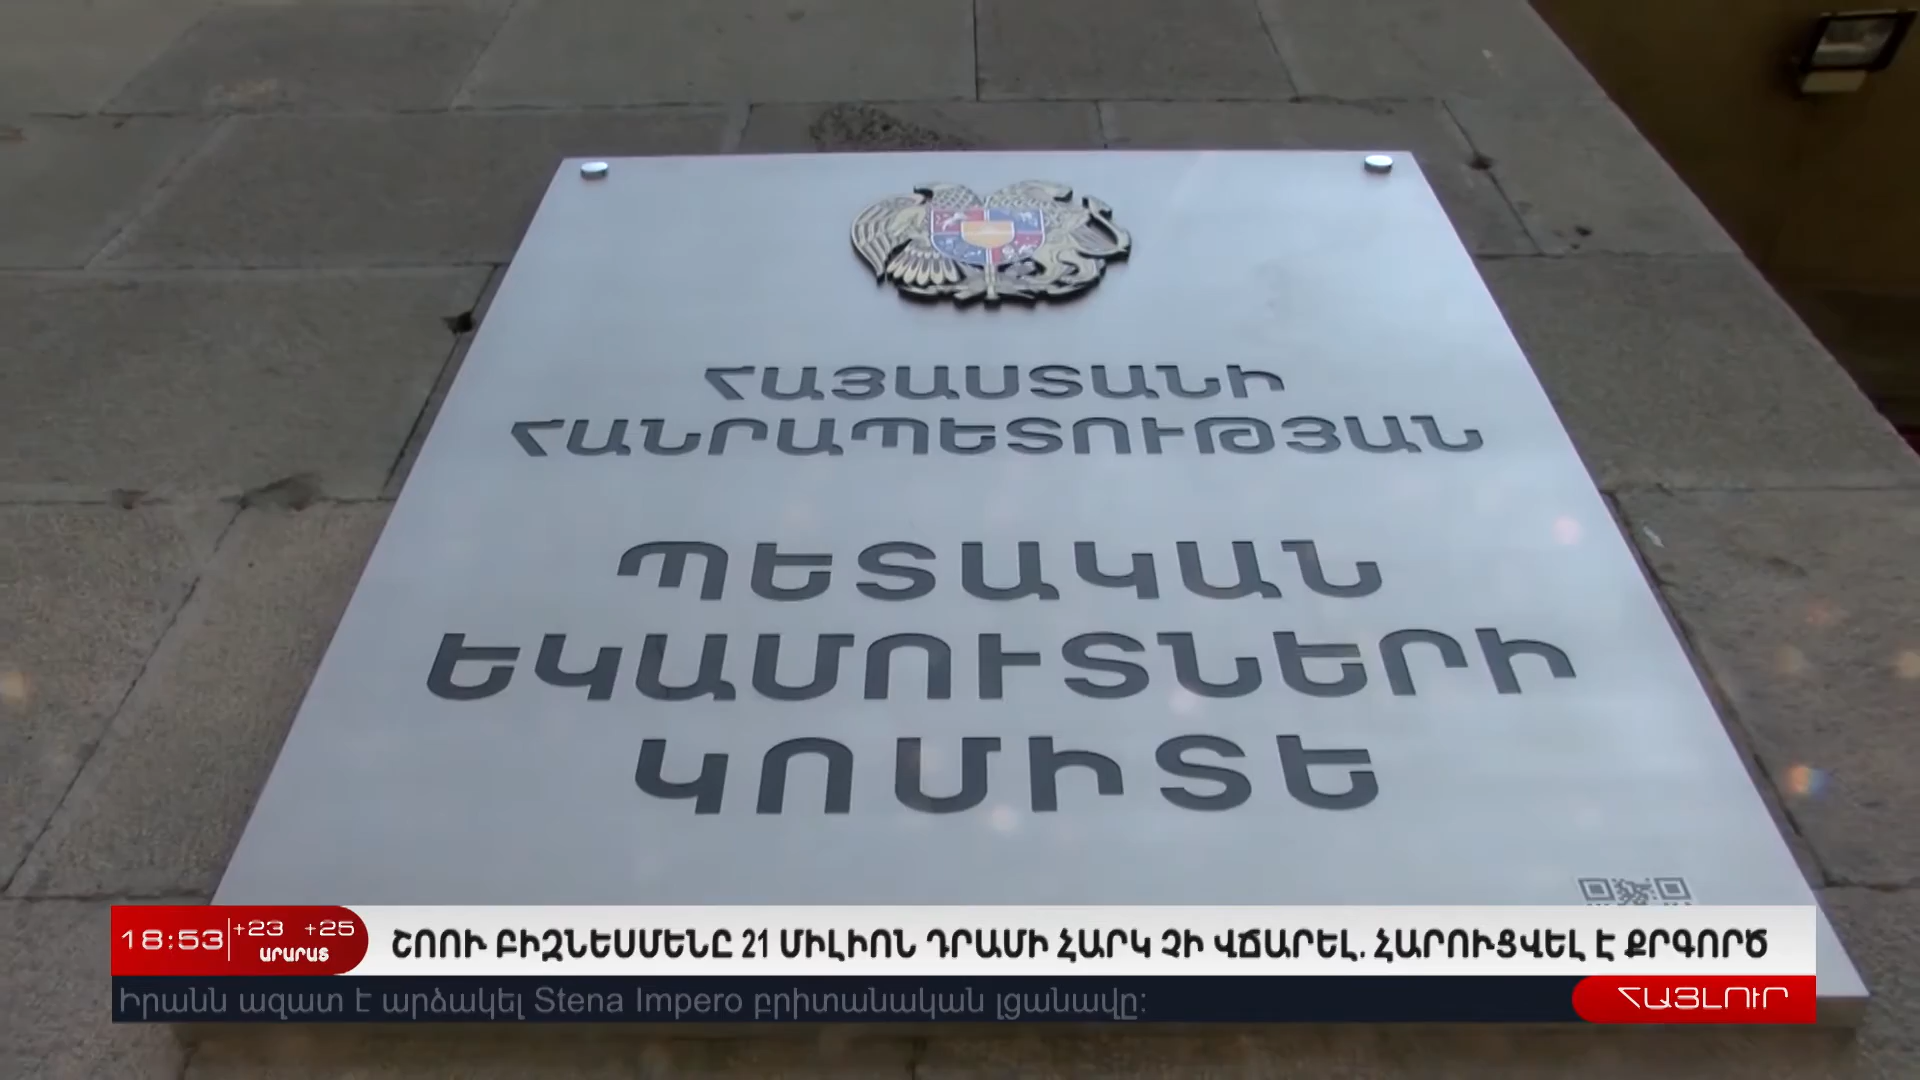 ՀԱՅԱՍՏԱՆԻ
ՀԱՆՐԱՊԵՏՈՒԹՅԱՆ
ՊԵՏԱԿԱՆ
ԵԿԱՄՈՒՏՆԵՐԻ
ԿՈՄԻՏԵ
18:53 +23 +25
ԱՐԱՐԱՏ
ՇՈՈՒ ԲԻԶՆԵՍՄԵՆԸ 21 ՄԻԼԻՈՆ ԴՐԱՄԻ ՀԱՐԿ ՉԻ ՎՃԱՐԵԼ. ՀԱՐՈՒՑՎԵԼ Է ՔՐԳՈՐԾ
Իրանն ազատ է արձակել Stena Impero բրիտանական լցանավը:
ՀԱՅԼՈՒՐ